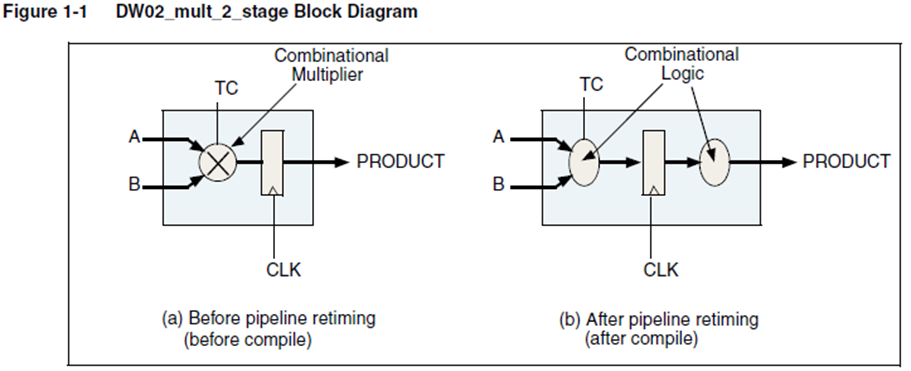 Figure 1-1 DW02_mult_2_stage Block Diagram
Combinational
Multiplier
TC
A
B
PRODUCT
CLK
(a) Before pipeline retiming
(before compile)
Combinational
Logic
TC
A
B
PRODUCT
CLK
(b) After pipeline retiming
(after compile)